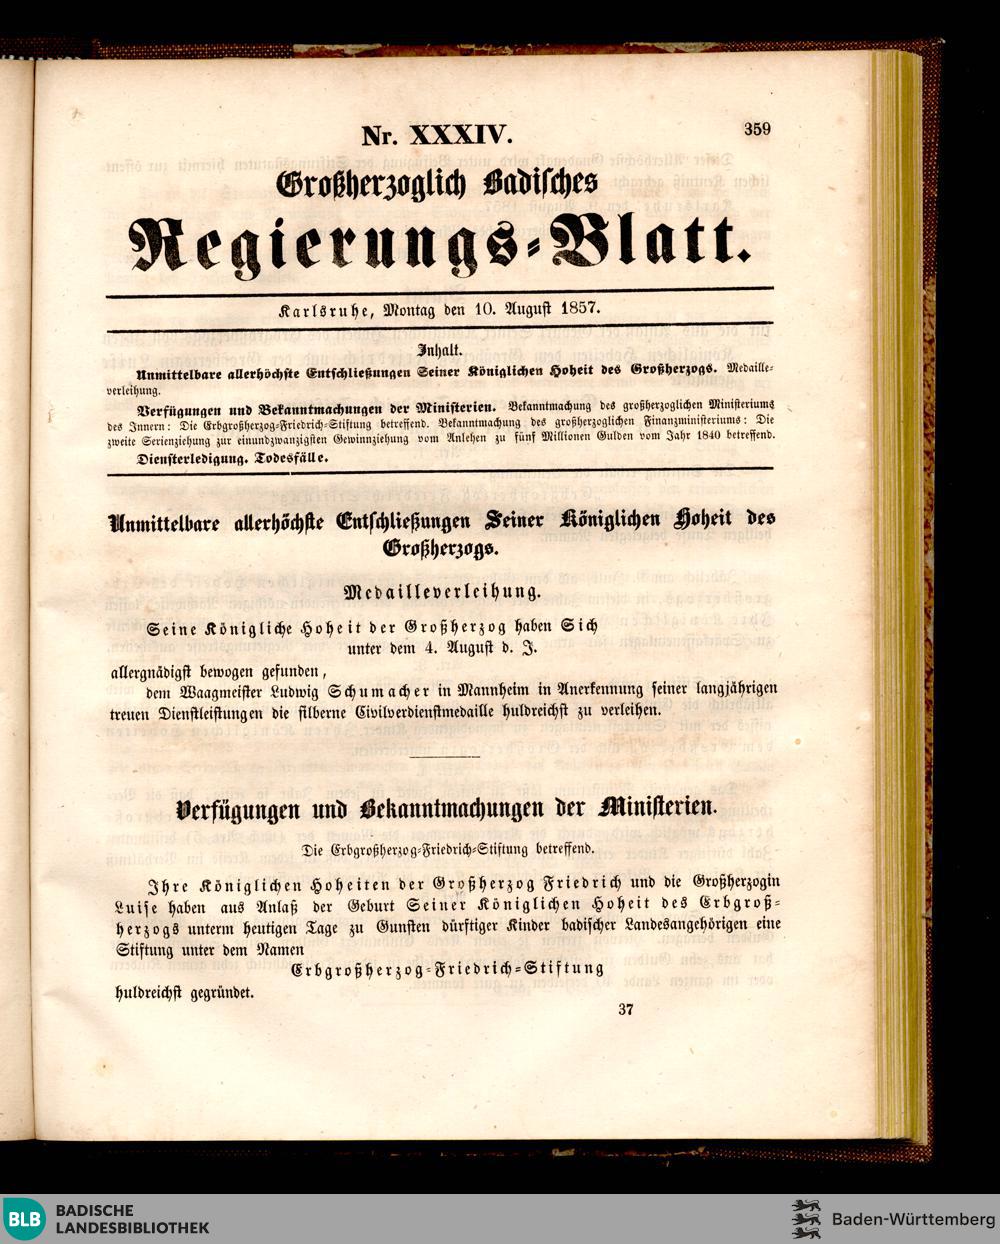 Nr. XXXIV.
359
Großherzoglich Badisches
Regierungs-Blatt.
Karlsruhe, Montag den 10. August 1857.
Inhalt.
Unmittelbare allerhöchste Entschließungen Seiner Königlichen Hoheit des Großherzogs. Medaille-
verleihung.
Verfügungen und Bekanntmachungen der Ministerien. Bekanntmachung des großherzoglichen Ministeriums
des Innern: Die Erbgroßherzog-Friedrich-Stiftung betreffend. Bekanntmachung des großherzoglichen Finanzministeriums: Die
zweite Serienziehung zur einundzwanzigsten Gewinnziehung vom Anlehen zu fünf Millionen Gulden vom Jahr 1840 betreffend.
Diensterledigung. Todesfälle.
Unmittelbare allerhöchste Entschließungen Seiner Königlichen Hoheit des
Großherzogs.
Medailleverleihung.
Seine Königliche Hoheit der Großherzog haben Sich
unter dem 4. August d. J.
allergnädigst bewogen gefunden,
dem Waagmeister Ludwig Schumacher in Mannheim in Anerkennung seiner langjährigen
treuen Dienstleistungen die silberne Civilverdienstmedaille huldreichst zu verleihen.
Verfügungen und Bekanntmachungen der Ministerien.
Die Erbgroßherzog-Friedrich-Stiftung betreffend.
Ihre Königlichen Hoheiten der Großherzog Friedrich und die Großherzogin
Luise haben aus Anlaß der Geburt Seiner Königlichen Hoheit des Erbgroß-
herzogs unterm heutigen Tage zu Gunsten dürftiger Kinder badischer Landesangehörigen eine
Stiftung unter dem Namen
Erbgroßherzog-Friedrich-Stiftung
huldreichst gegründet.
37
BLB
BADISCHE
LANDESBIBLIOTHEK
Baden-Württemberg